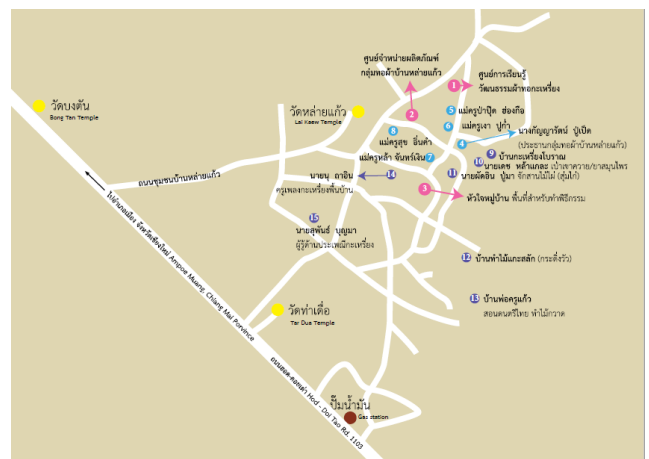 ศูนย์จำหน่ายผลิตภัณฑ์
กลุ่มทอผ้าบ้านหล่ายแก้ว
2
1
ศูนย์การเรียนรู้
วัฒนธรรมผ้าทอกะเหรี่ยง
วัดบงตัน
Bong Tan Temple
วัดหล่ายแก้ว
Lai Kaew Temple
5 แม่ครูป๋าปุ๊ด ฮ่องกือ
6 แม่ครูเงา ปูก๋ำ
นางกัญญารัตน์ ปู่เป็ด
4 (ประธานกลุ่มทอผ้าบ้านหล่ายแก้ว)
8
แม่ครูสุข ยิ่นคำ
แม่ครูหล้า จันทร์เงิน 7
9 บ้านกะเหรี่ยงโบราณ
10 นายเดช หล้าแกละ เป่าเขาควาย/ยาสมุนไพร
11 นายผัดอิน ปู่มา จักสานไม้ไผ่ (สุ่มไก่)
นายนุ ถาอิน 14
ครูเพลงกะเหรี่ยงพื้นบ้าน
3
หัวใจหมู่บ้าน พื้นที่สำหรับทำพิธีกรรม
ถนนชุมชนบ้านหล่ายแก้ว
15
นายสุพันธ์ บุญมา
ผู้รู้ด้านประเพณีกะเหรี่ยง
ไปอำเภอเมือง จังหวัดเชียงใหม่ Ampoe Muang, Chiang Mai Porvince
12 บ้านทำไม้แกะสลัก (กระดิ่งวัว)
13 บ้านพ่อครูแก้ว
สอนดนตรีไทย ทำไม้กวาด
วัดท่าเดื่อ
Tar Dua Temple
ถนนฮอด-ดอยเต่า Hod - Doi Tao Rd. 1103
ปั๊มน้ำมัน
Gas station